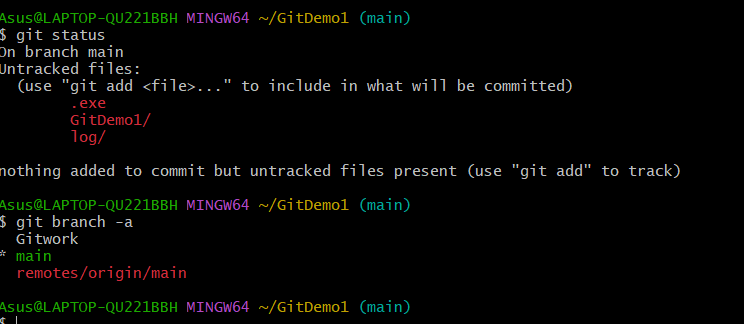 Asus@LAPTOP-QU221BBH MINGW64 ~/GitDemo1 (main)
$ git status
On branch main
Untracked files:
  (use "git add <file>..." to include in what will be committed)
        .exe
        GitDemo1/
        log/

nothing added to commit but untracked files present (use "git add" to track)

Asus@LAPTOP-QU221BBH MINGW64 ~/GitDemo1 (main)
$ git branch -a
  Gitwork
* main
  remotes/origin/main

Asus@LAPTOP-QU221BBH MINGW64 ~/GitDemo1 (main)
$